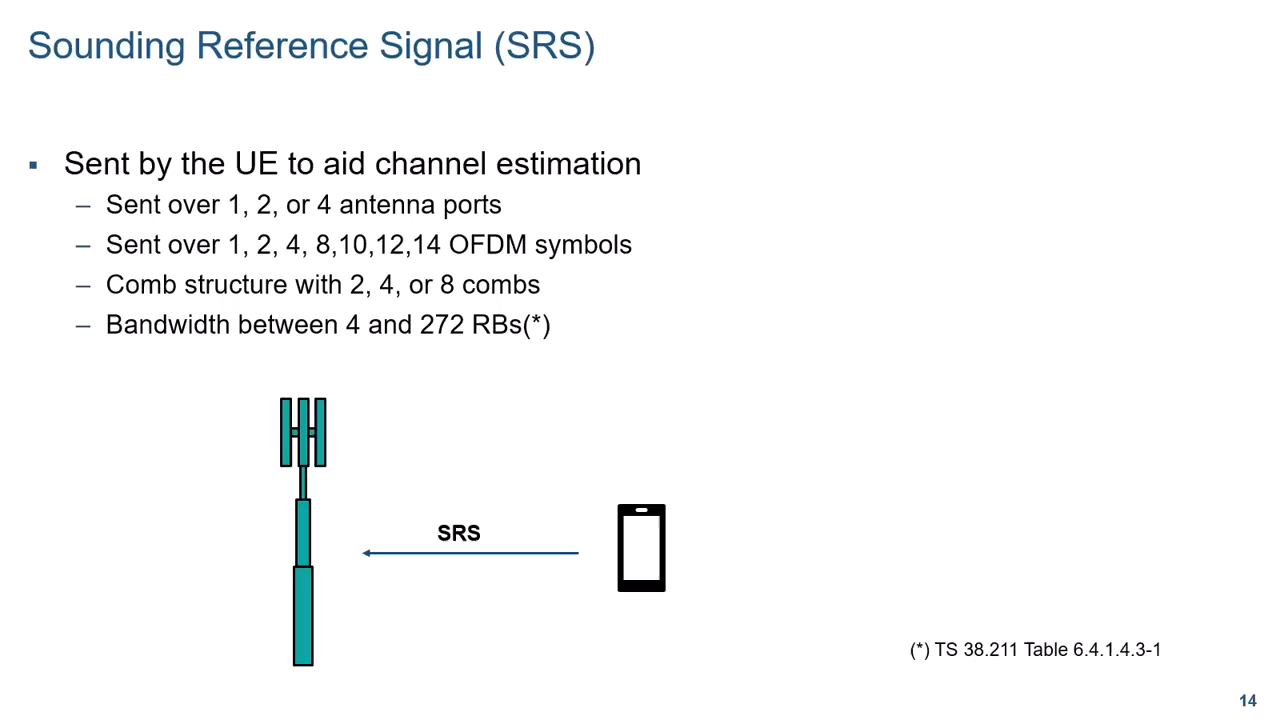 Sounding Reference Signal (SRS)
▪ Sent by the UE to aid channel estimation
– Sent over 1, 2, or 4 antenna ports
– Sent over 1, 2, 4, 8,10,12,14 OFDM symbols
– Comb structure with 2, 4, or 8 combs
– Bandwidth between 4 and 272 RBs(*)
SRS
(*) TS 38.211 Table 6.4.1.4.3-1
14